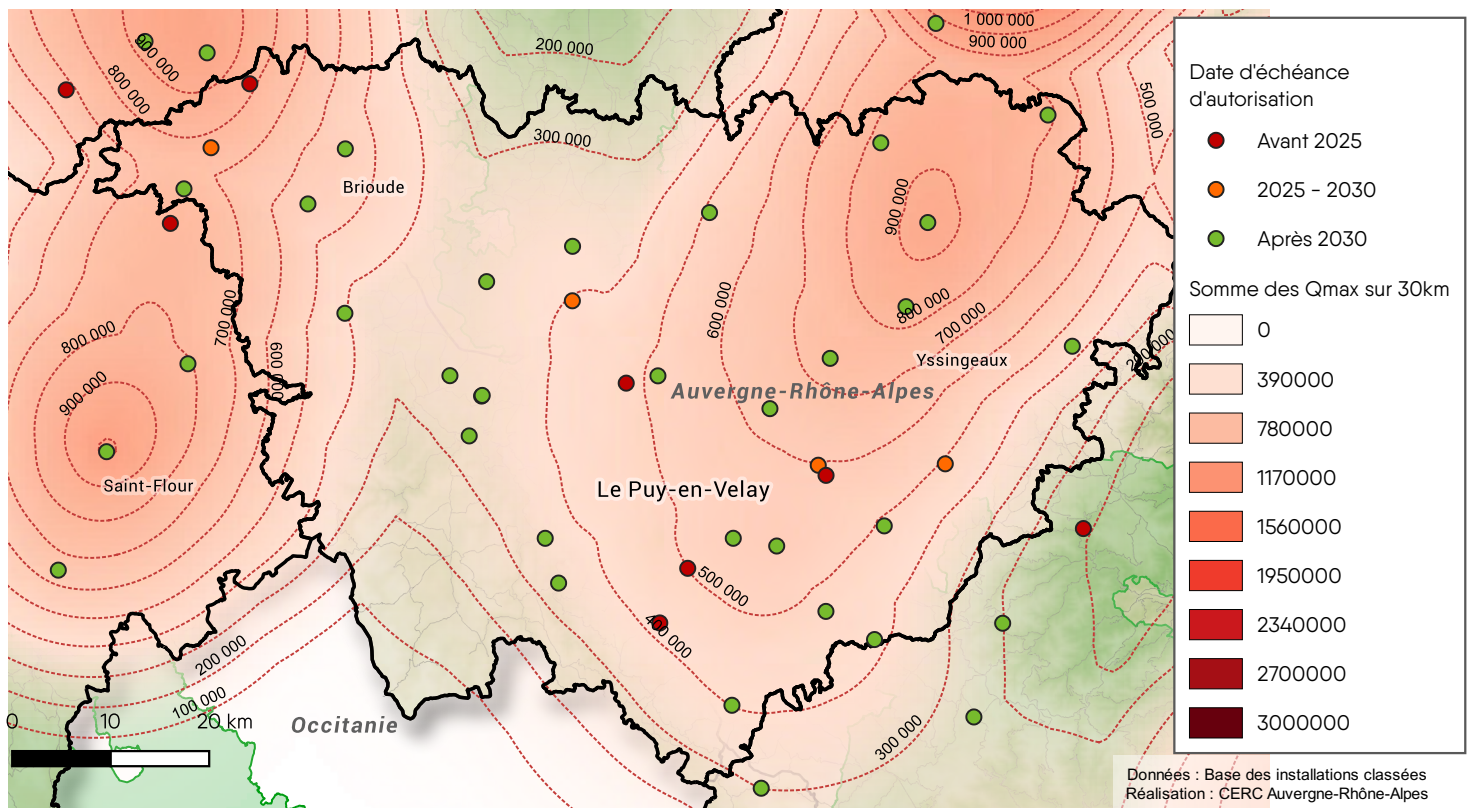 1 000 000
900 000
900 000
200 000
800 000
500 000
300 000
Brioude
900 000
700 000
600 000
800 000
700 000
800 000
200 000
600 000
Yssingeaux
900 000
Auvergne-Rhône-Alpes
Saint-Flour
Le Puy-en-Velay
500 000
400 000
200 000
100 000
300 000
Occitanie
0 10 20 km
Date d'échéance
d'autorisation
Avant 2025
2025 - 2030
Après 2030
Somme des Qmax sur 30km
0
390000
780000
1170000
1560000
1950000
2340000
2700000
3000000
Données : Base des installations classées
Réalisation : CERC Auvergne-Rhône-Alpes